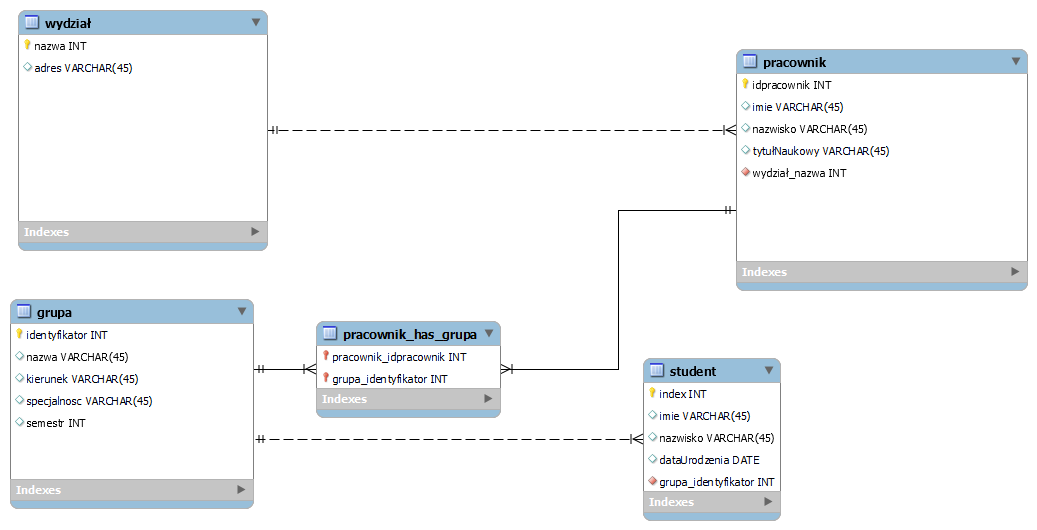 wydział
nazwa INT
adres VARCHAR(45)
Indexes
pracownik
idpracownik INT
imie VARCHAR(45)
nazwisko VARCHAR(45)
tytułNaukowy VARCHAR(45)
wydział_nazwa INT
Indexes
grupa
identyfikator INT
nazwa VARCHAR(45)
kierunek VARCHAR(45)
specjalnosc VARCHAR(45)
semestr INT
Indexes
pracownik_has_grupa
pracownik_idpracownik INT
grupa_identyfikator INT
Indexes
student
index INT
imie VARCHAR(45)
nazwisko VARCHAR(45)
dataUrodzenia DATE
grupa_identyfikator INT
Indexes